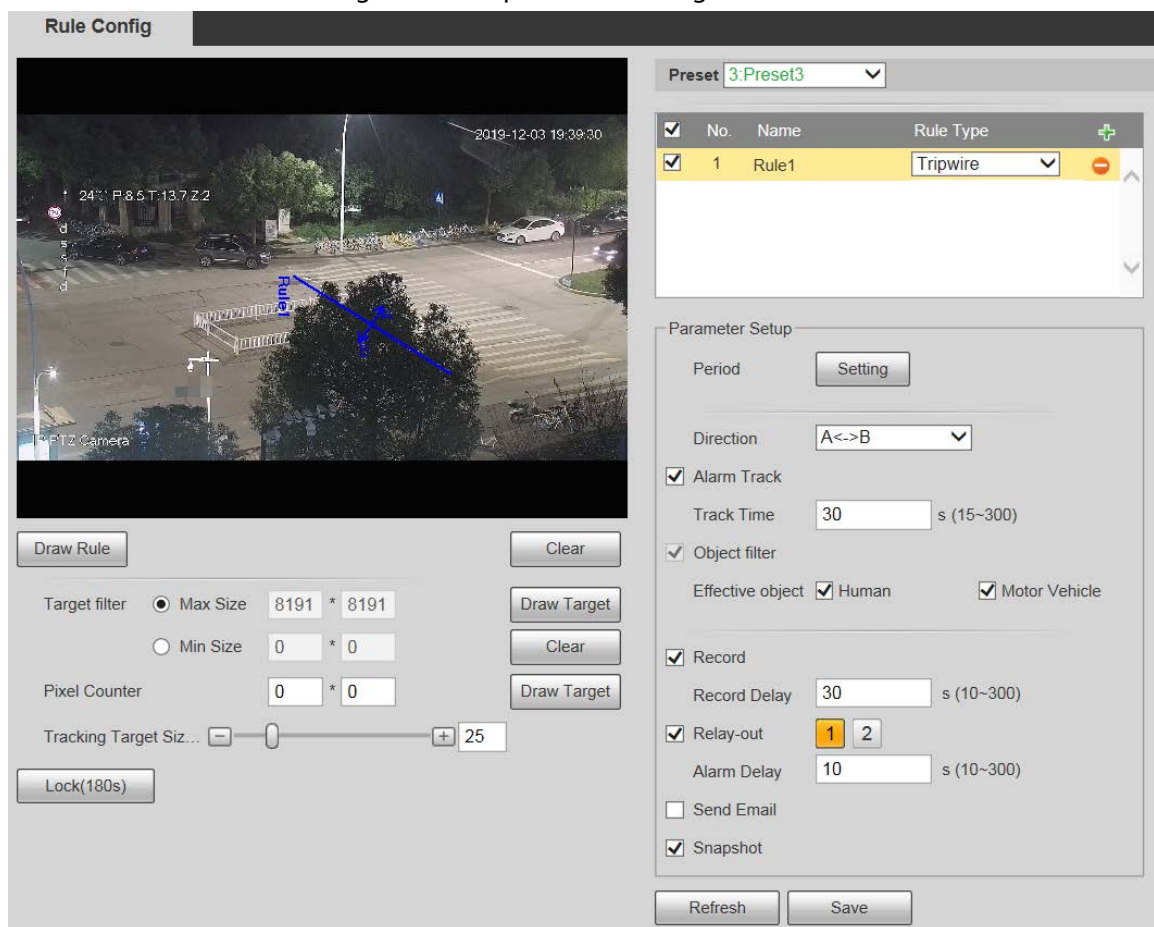 Rule Config
Preset 3:Preset3
No. Name Rule Type
1 Rule1 Tripwire
2019-12-03 19:39:30
P:8.5 T:13.7 Z:2
d
s
s
f
d
Rule1
PTZ Camera
Draw Rule Clear
Target filter Max Size 8191 * 8191 Draw Target
Min Size 0 * 0 Clear
Pixel Counter 0 * 0 Draw Target
Tracking Target Siz... 25
Lock(180s)
Parameter Setup
Period Setting
Direction A<->B
Alarm Track
Track Time 30 s (15~300)
Object filter
Effective object Human Motor Vehicle
Record
Record Delay 30 s (10~300)
Relay-out 1 2
Alarm Delay 10 s (10~300)
Send Email
Snapshot
Refresh Save